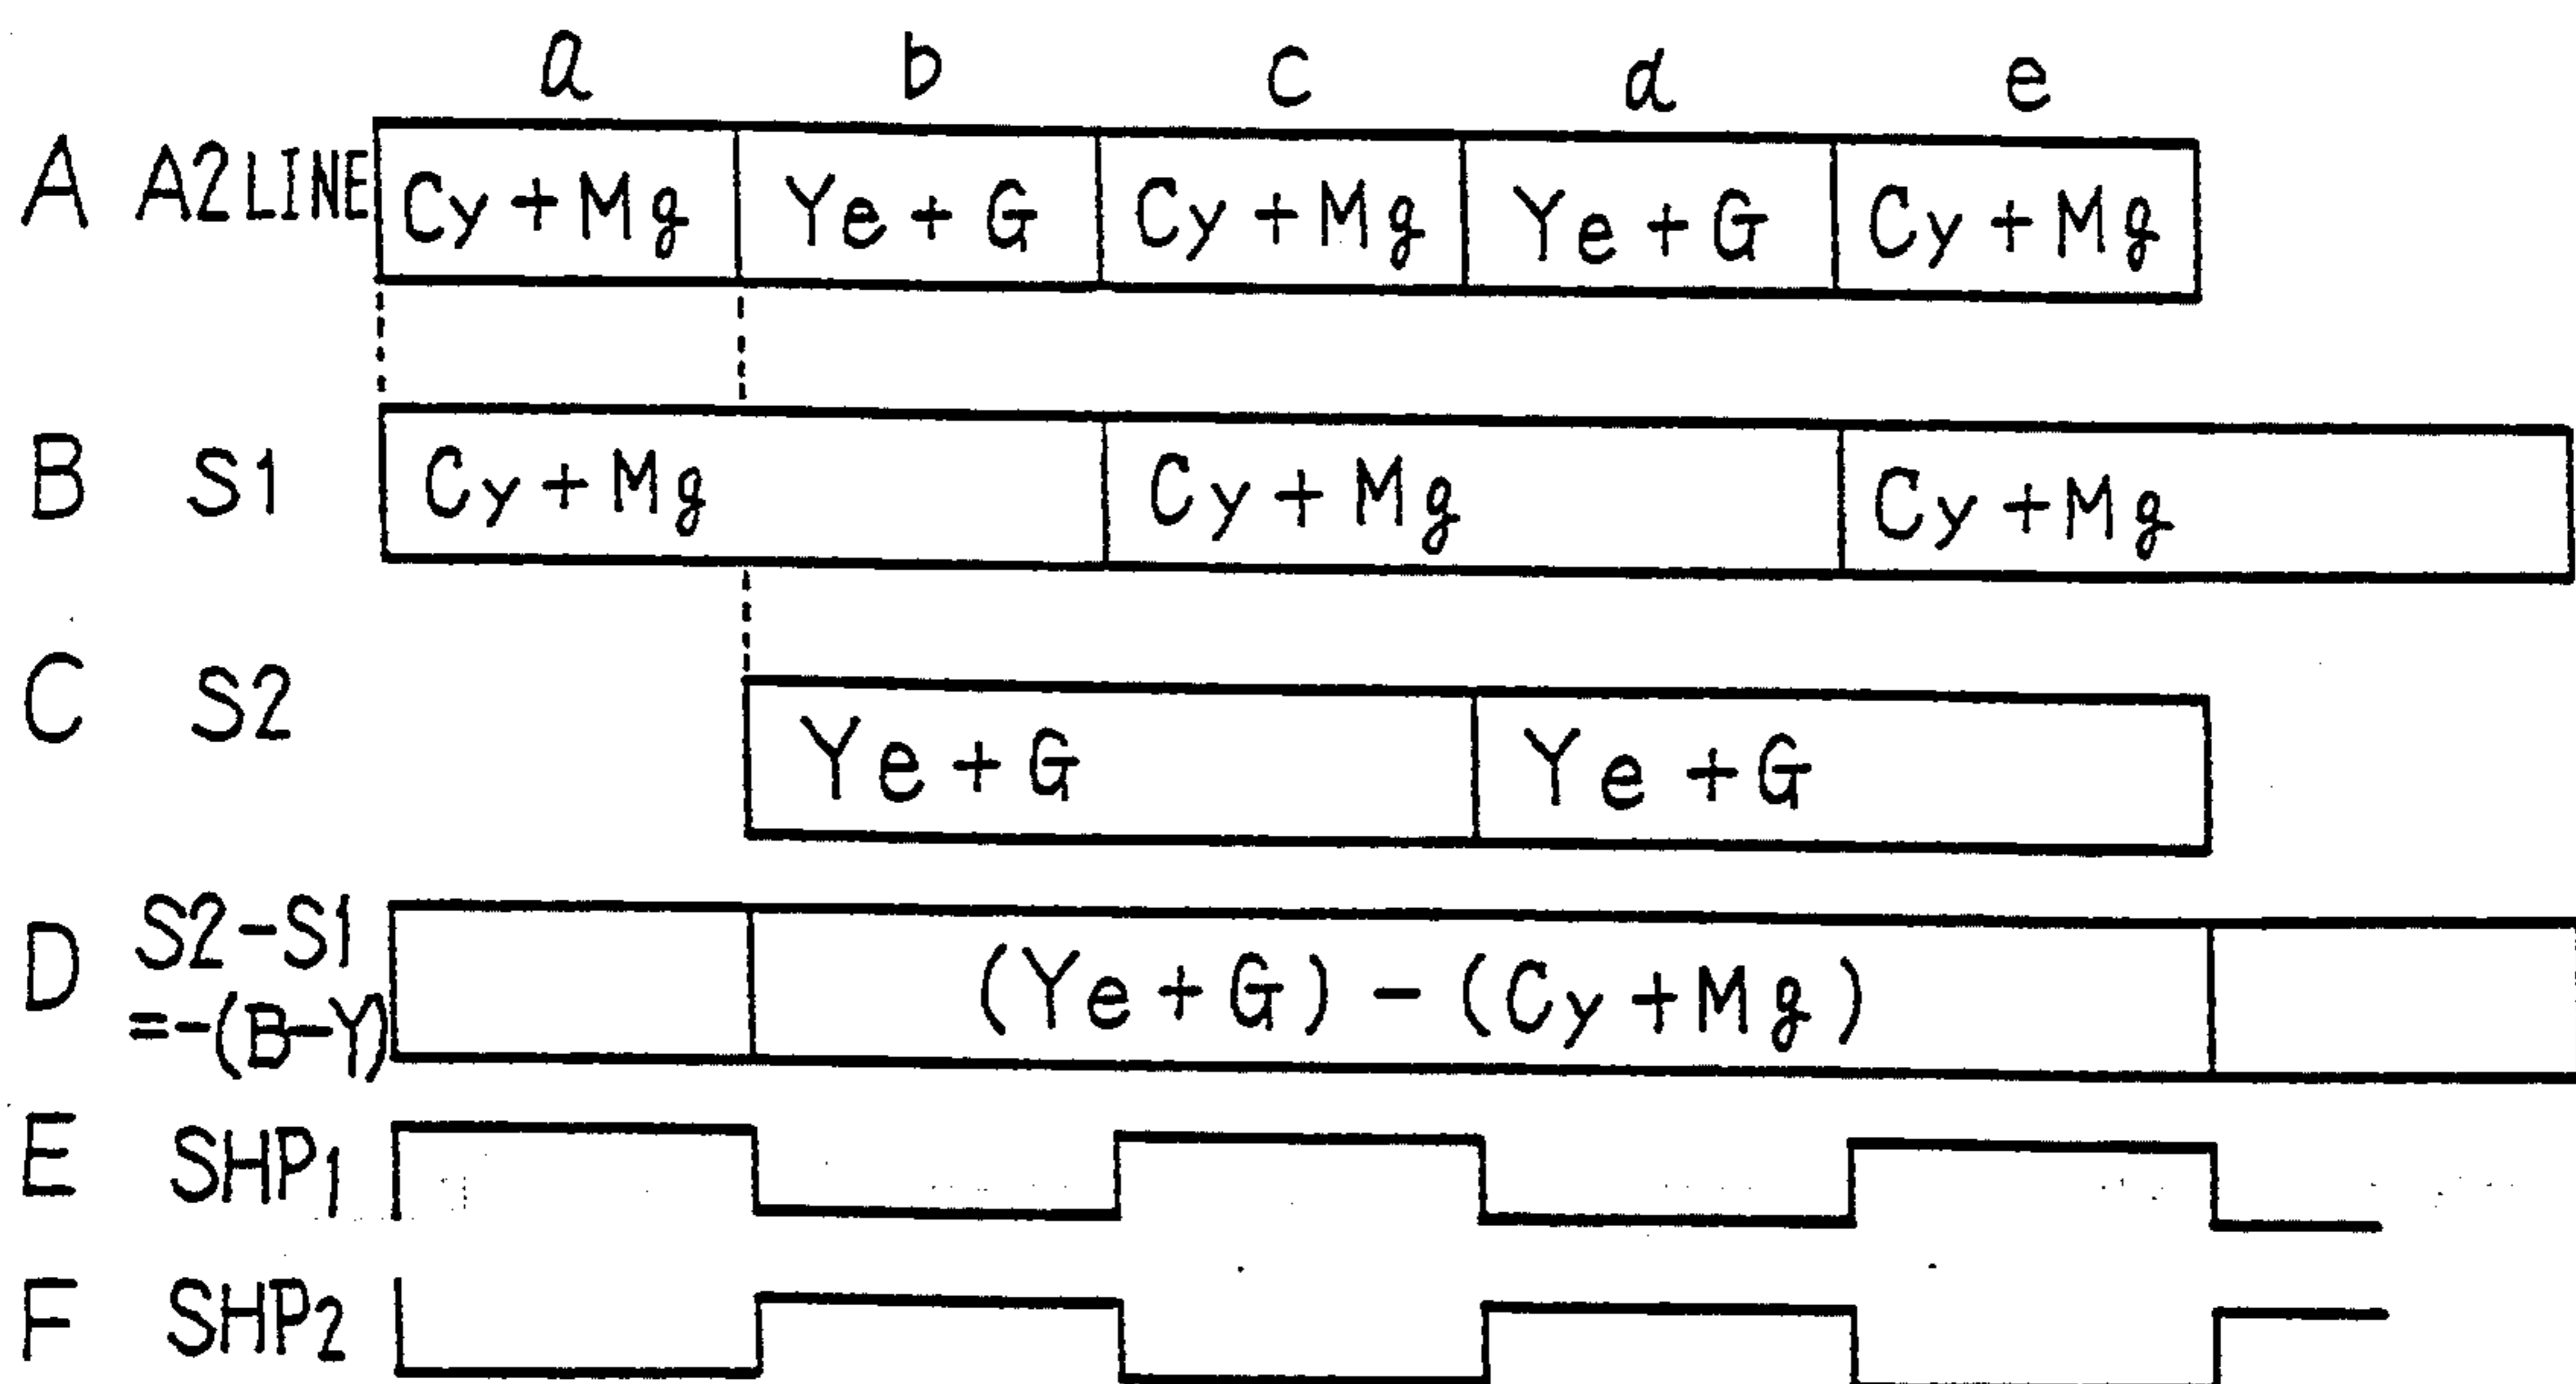 a b c d e
A A2LINE Cy+Mg Ye+G Cy+Mg Ye+G Cy+Mg
B S1 Cy+Mg Cy+Mg Cy+Mg
C S2 Ye+G Ye+G
D S2-S1
=-(B-Y) (Ye+G)-(Cy+Mg)
E SHP1
F SHP2